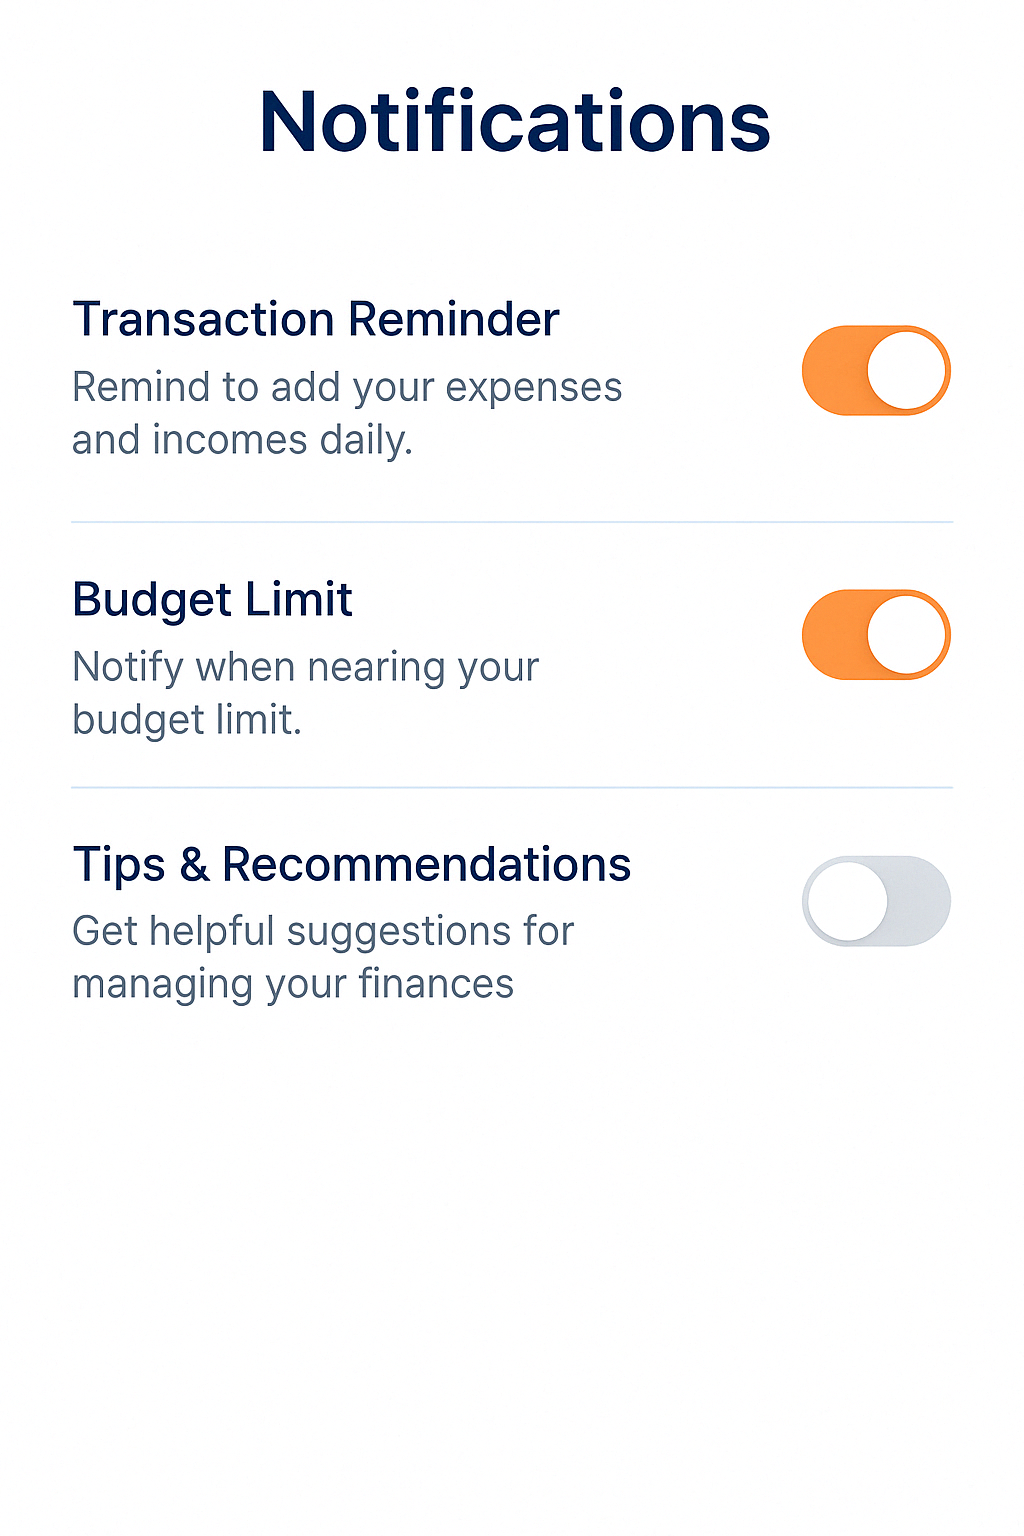 Notifications
Transaction Reminder
Remind to add your expenses
and incomes daily.
Budget Limit
Notify when nearing your
budget limit.
Tips & Recommendations
Get helpful suggestions for
managing your finances